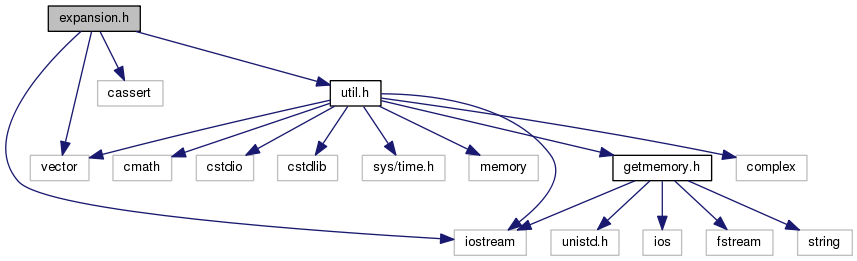 expansion.h
util.h
cassert
vector
cmath
cstdio
cstdlib
sys/time.h
memory
getmemory.h
complex
iostream
unistd.h
ios
fstream
string